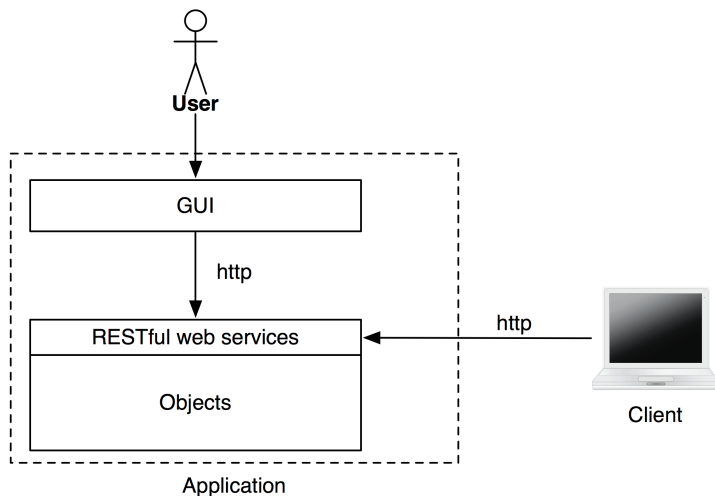 User
GUI
http
RESTful web services
http
Objects
Client
Application